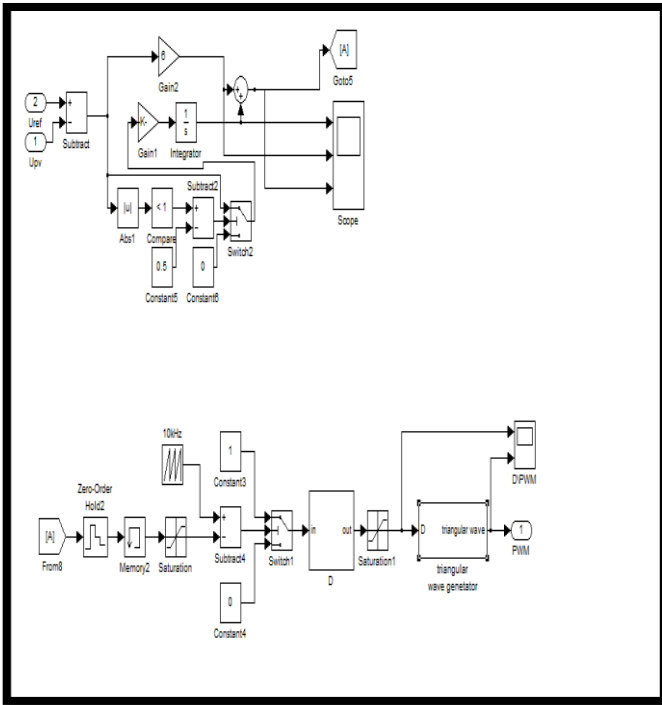 6
Gain2
[A]
Goto5
2
Uref
+
−
1
Upv
Subtract
+
+
K-
Gain1
1
s
Integrator
Scope
Subtract2
|u|
Abs1
< 1
Compare
+
−
Switch2
0.5
Constant5
0
Constant6
10kHz
1
Constant3
D\PWM
Zero-Order
Hold2
[A]
From8
Memory2
Saturation
+
−
Subtract4
Switch1
in
out
D
Saturation1
D
triangular wave
triangular
wave genetator
1
PWM
0
Constant4